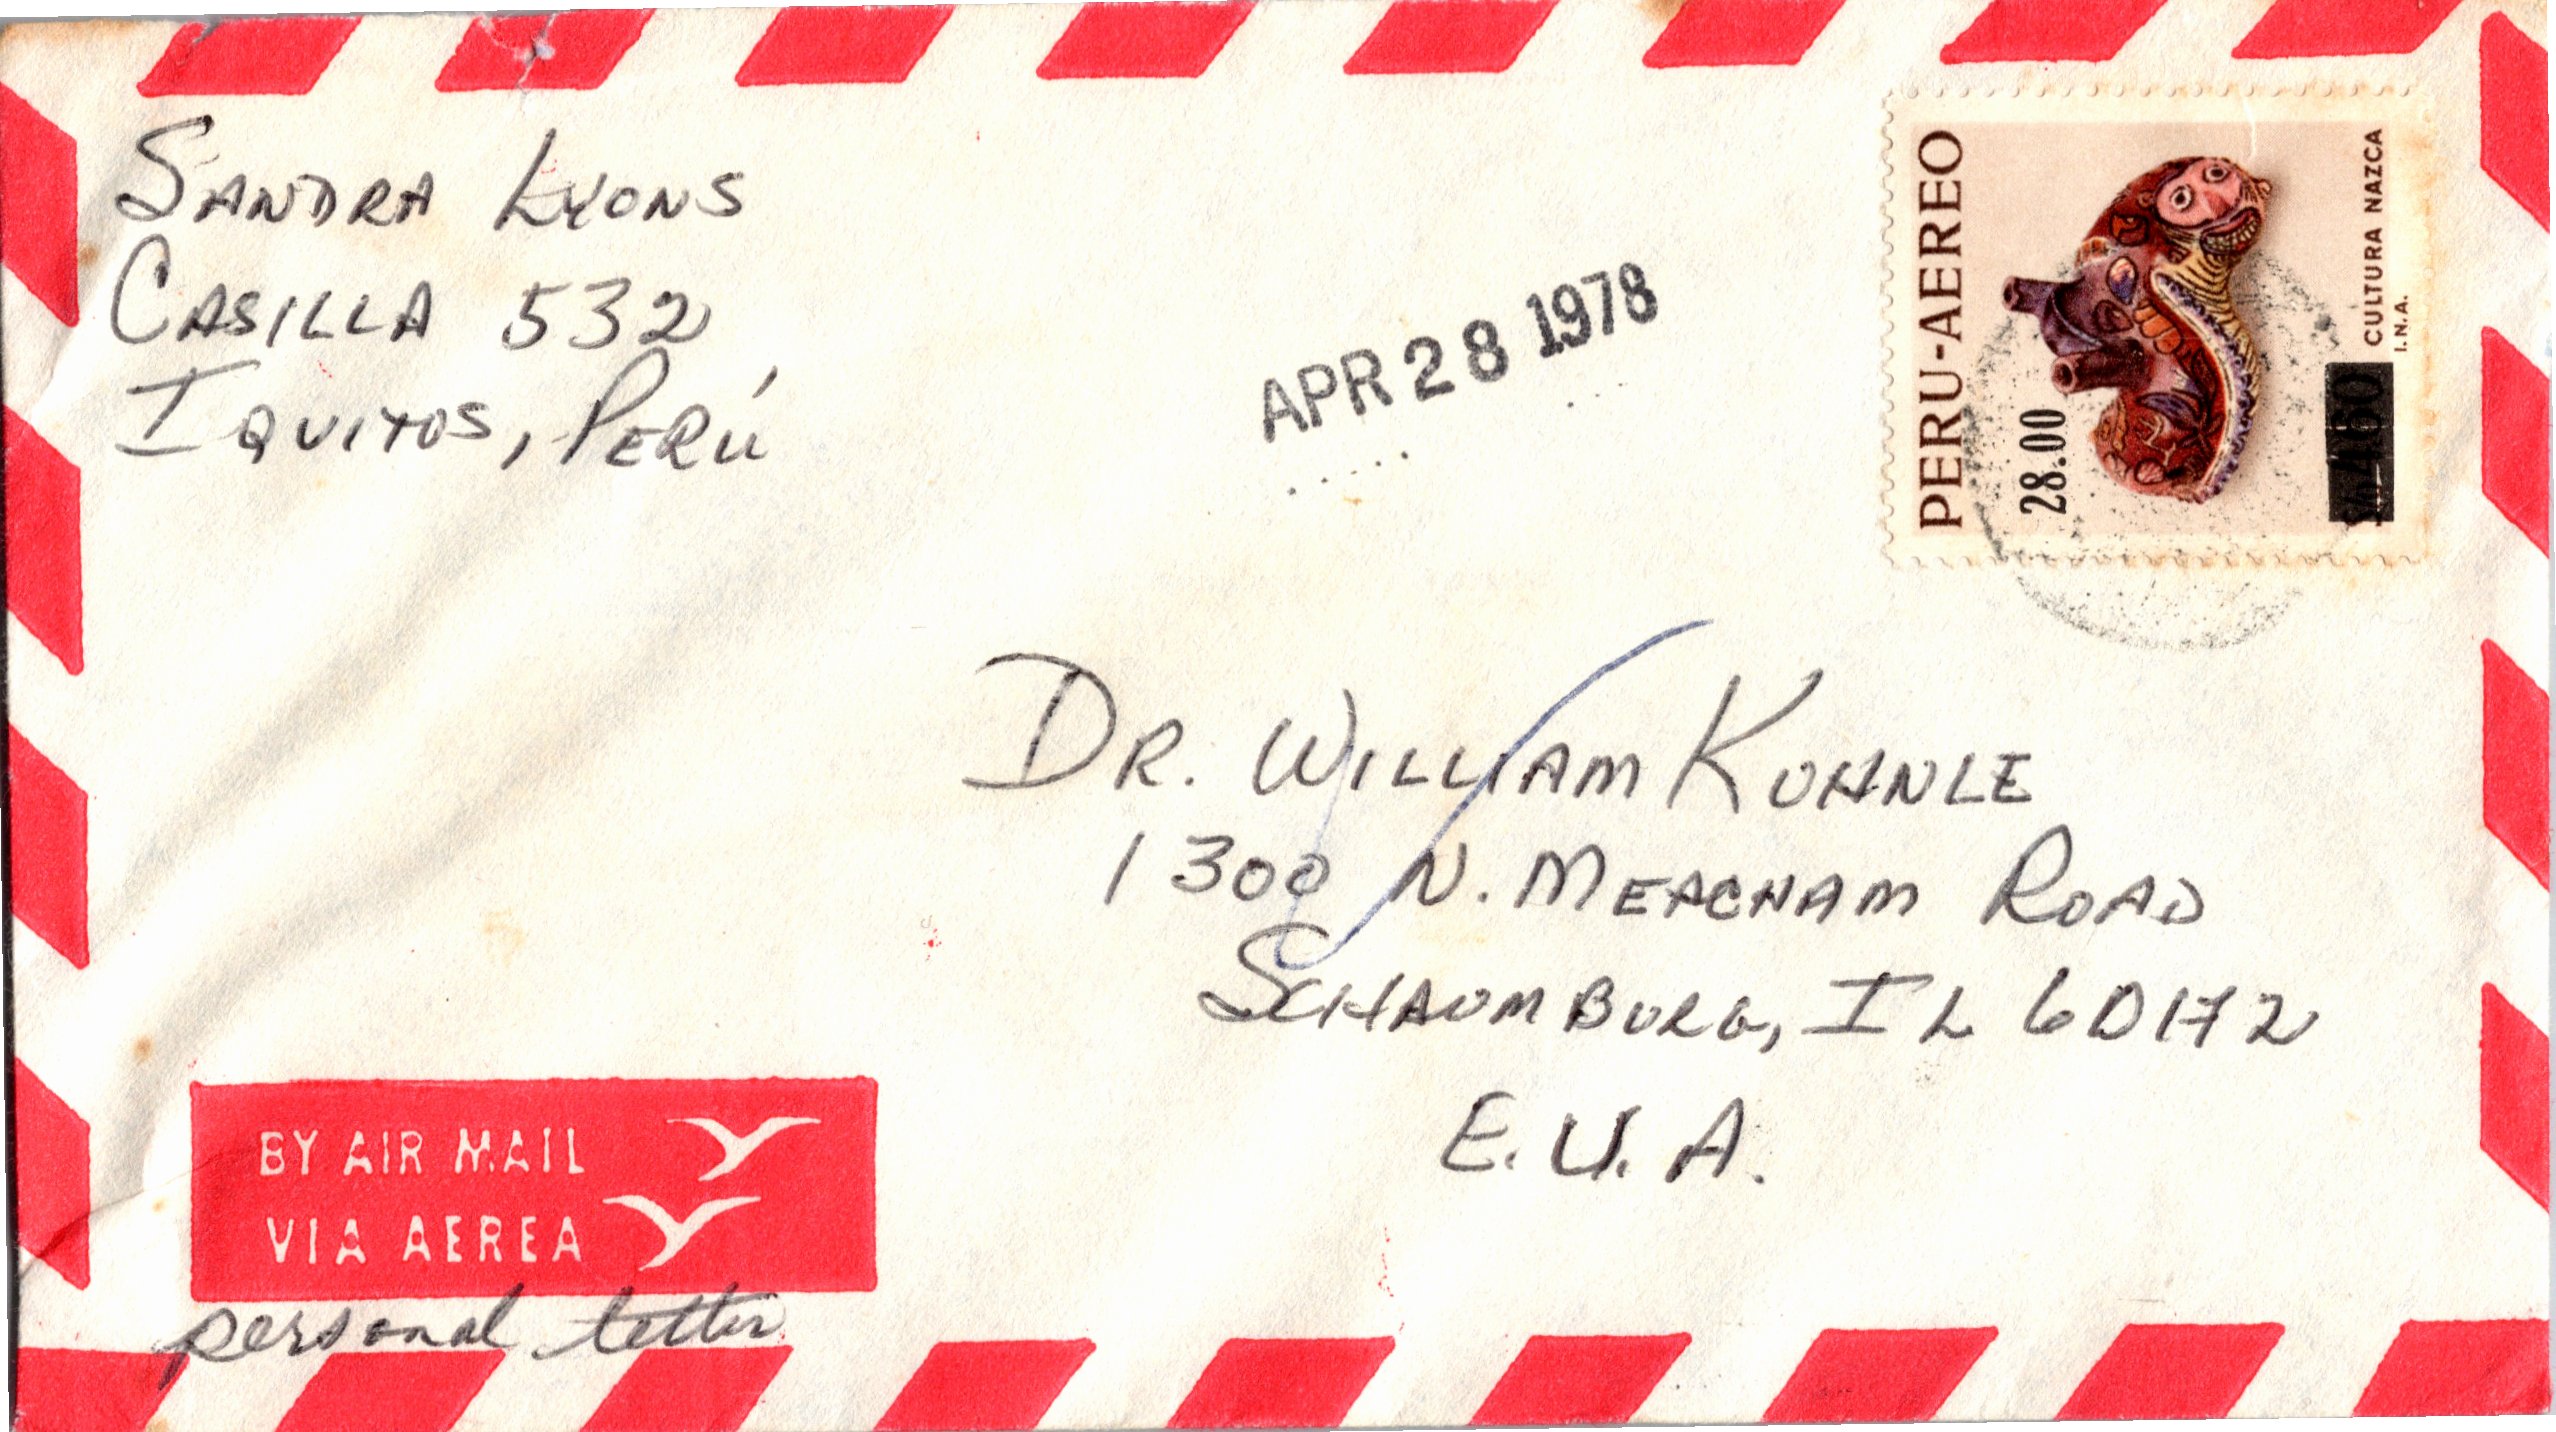 SANDRA LYONS
CASILLA 532
IQUITOS, PERÚ
APR 28 1978
PERU-AEREO
28.00
CULTURA NAZCA
I.N.A.
DR. WILLIAM KUHNLE
1300 N. MEACHAM ROAD
SCHAUMBURG, IL 60172
E.U.A.
BY AIR MAIL
VIA AEREA
personal letter